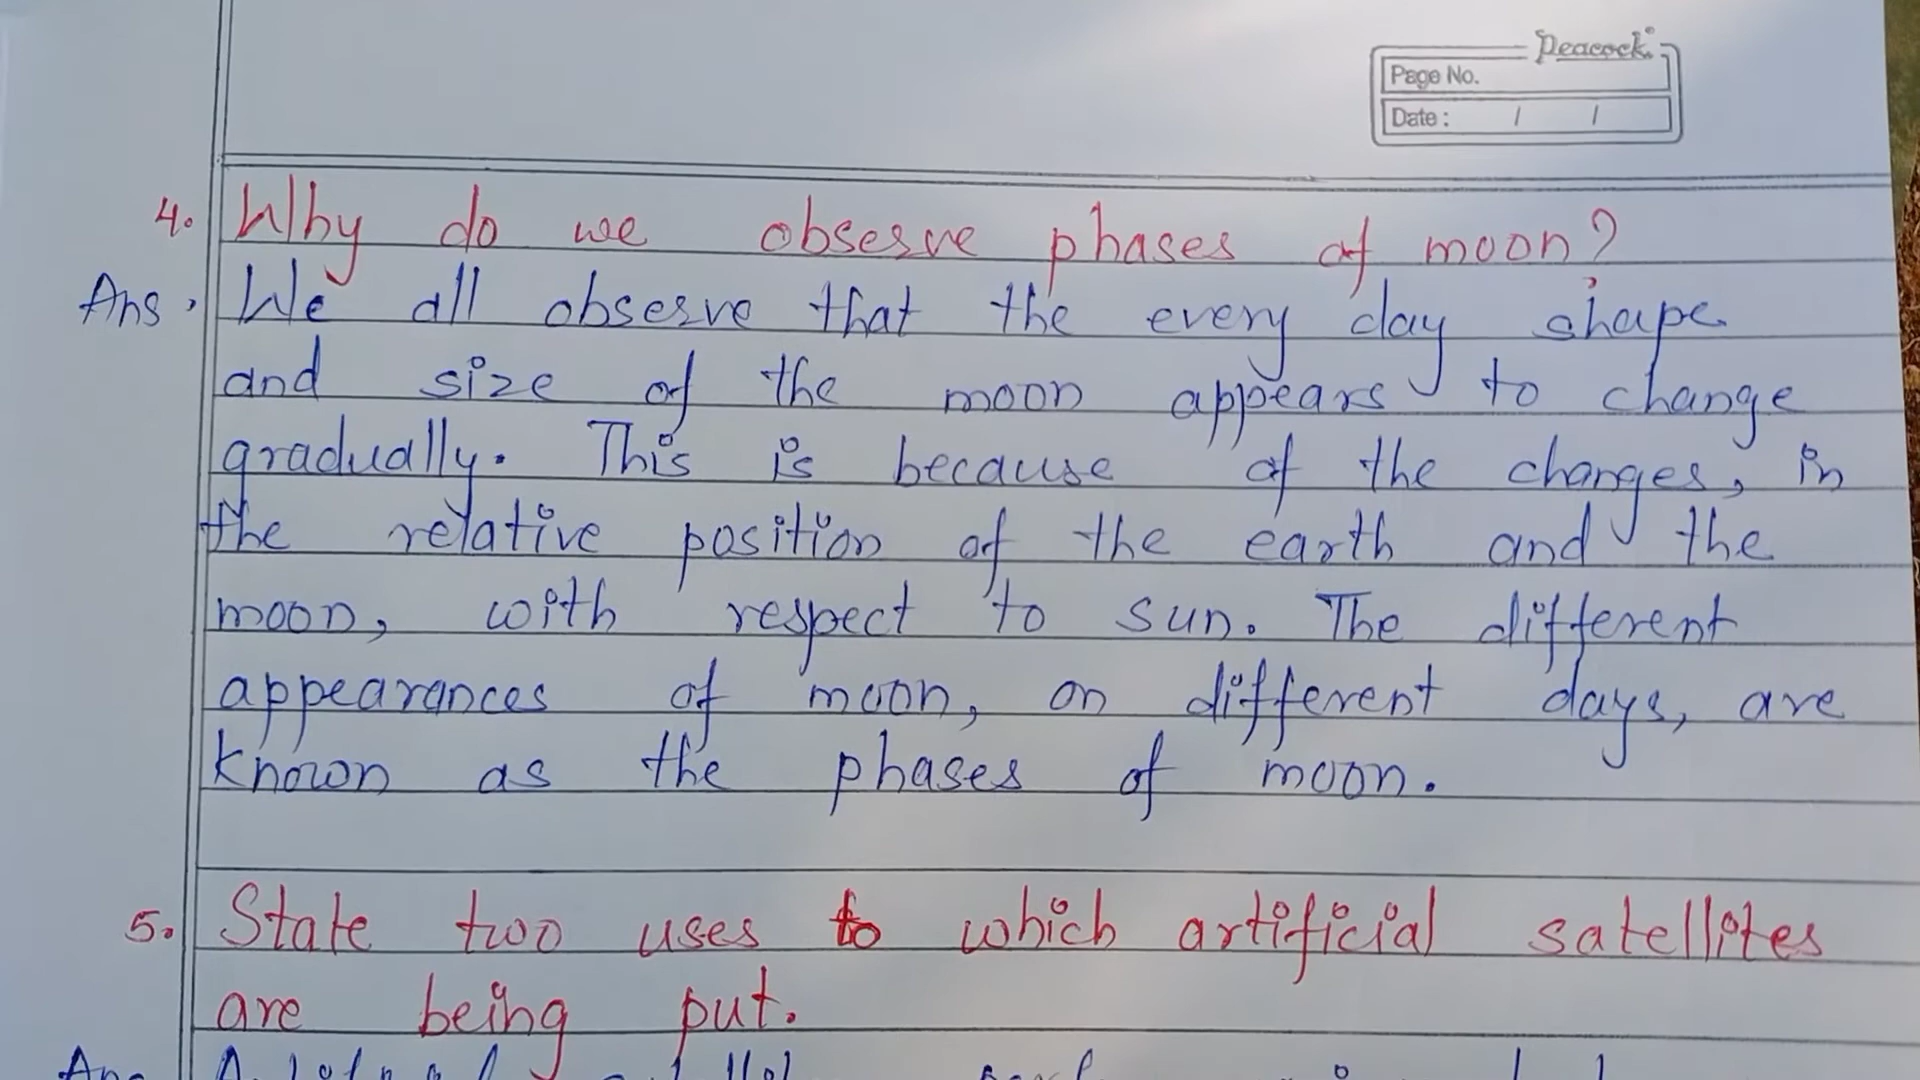 Peacock
Page No.
Date : / /
4. Why do we observe phases of moon?
Ans, We all observe that the every day shape
and size of the moon appears to change
gradually. This is because of the changes, in
the relative position of the earth and the
moon, with respect to sun. The different
appearances of moon, on different days, are
known as the phases of moon.
5. State two uses to which artificial satellites
are being put.